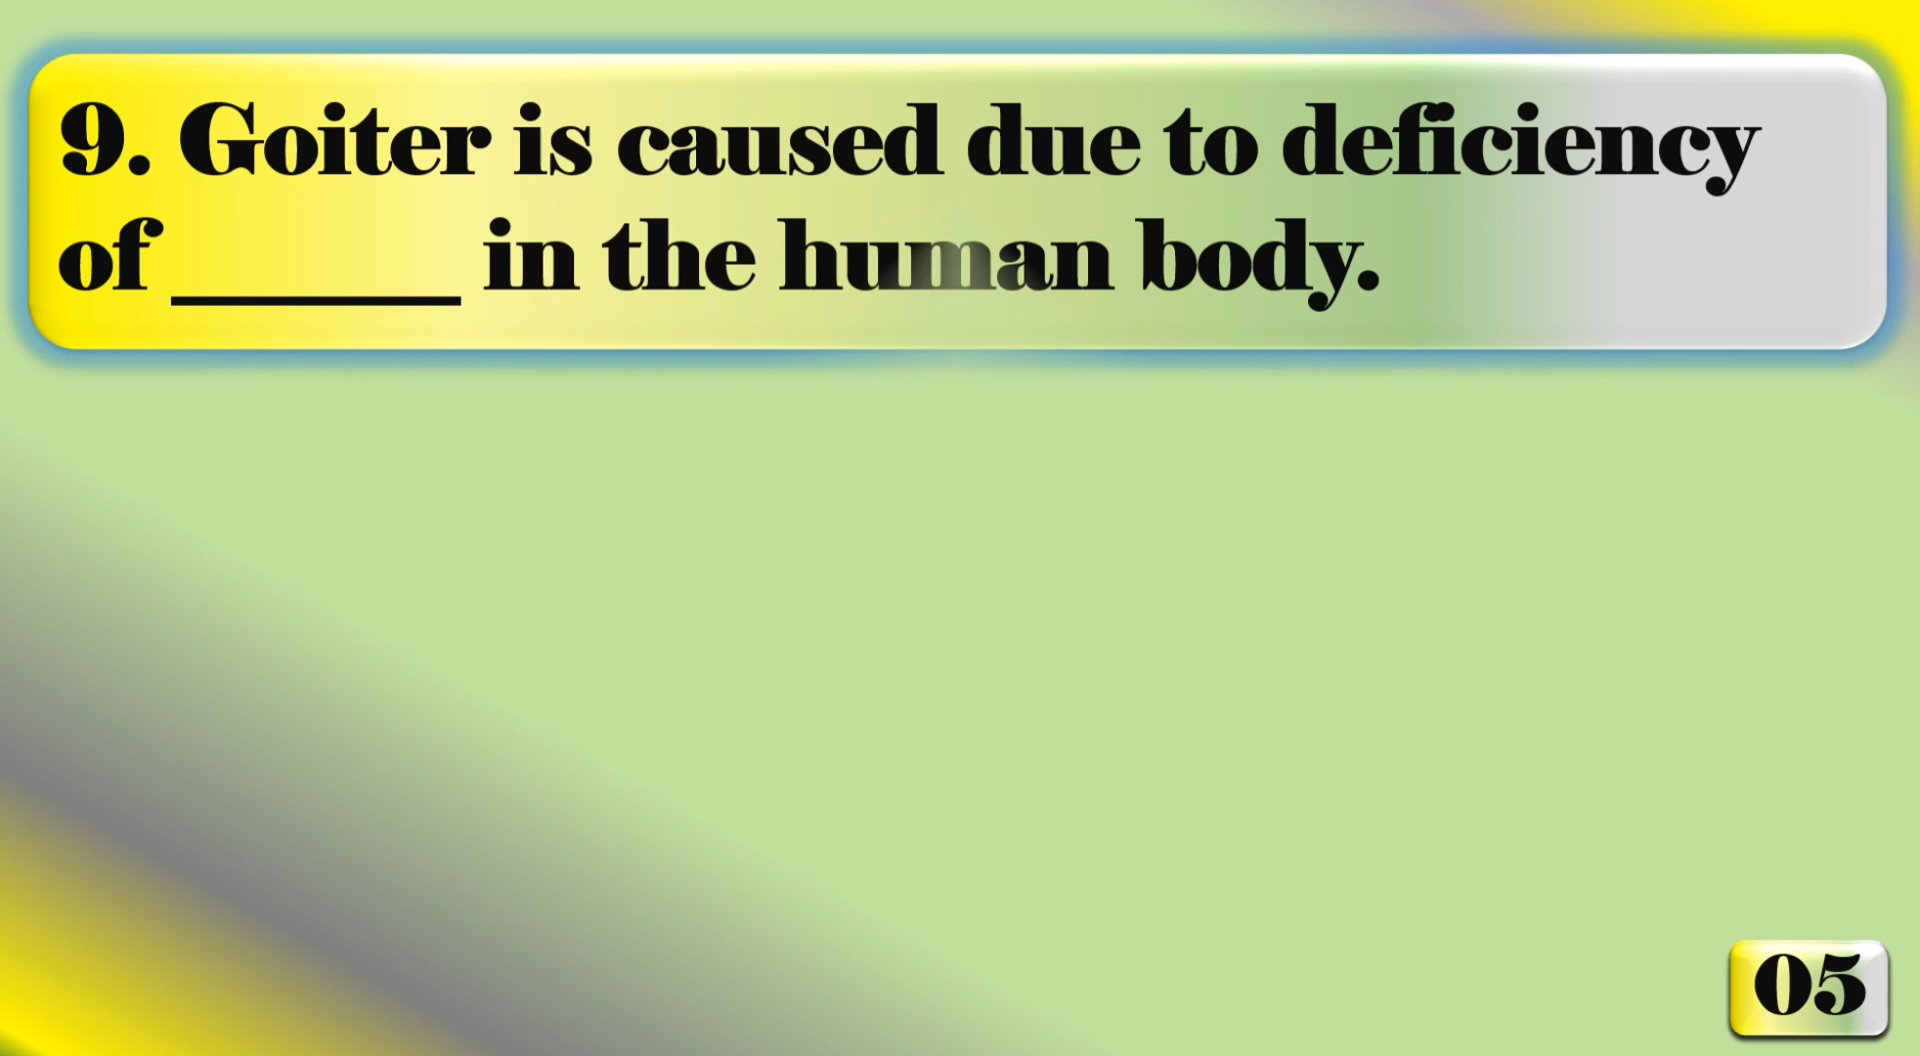 9. Goiter is caused due to deficiency
of ______ in the human body.
05